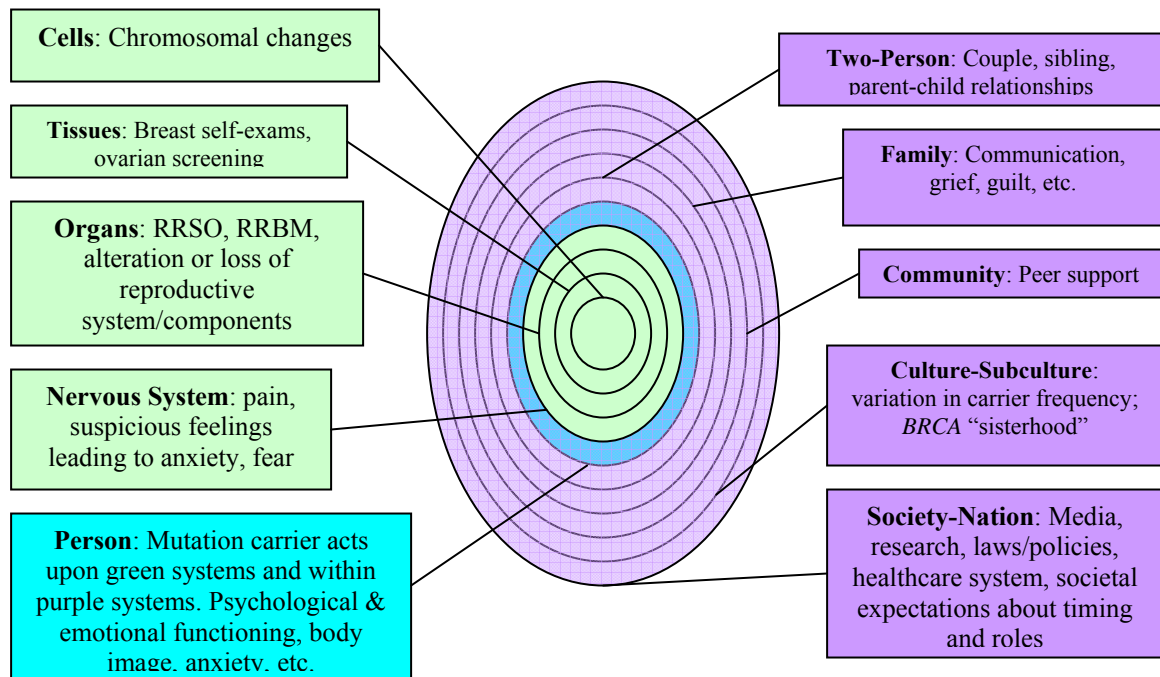 Cells: Chromosomal changes
Tissues: Breast self-exams,
ovarian screening
Organs: RRSO, RRBM,
alteration or loss of
reproductive
system/components
Nervous System: pain,
suspicious feelings
leading to anxiety, fear
Person: Mutation carrier acts
upon green systems and within
purple systems. Psychological &
emotional functioning, body
image, anxiety, etc.
Two-Person: Couple, sibling,
parent-child relationships
Family: Communication,
grief, guilt, etc.
Community: Peer support
Culture-Subculture:
variation in carrier frequency;
BRCA “sisterhood”
Society-Nation: Media,
research, laws/policies,
healthcare system, societal
expectations about timing
and roles